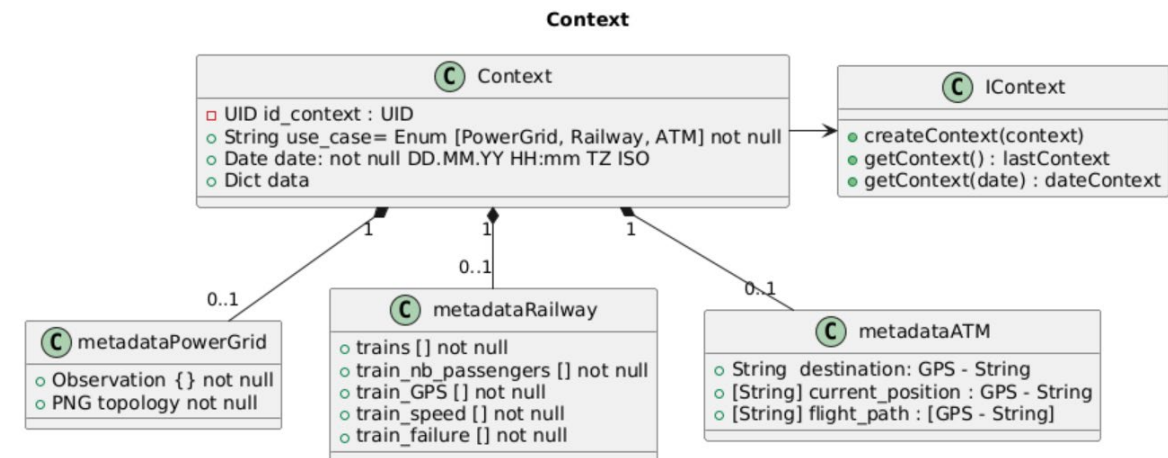 Context
C Context
UID id_context : UID
String use_case= Enum [PowerGrid, Railway, ATM] not null
Date date: not null DD.MM.YY HH:mm TZ ISO
Dict data
C IContext
createContext(context)
getContext() : lastContext
getContext(date) : dateContext
1
1
1
0..1
0..1
0..1
C metadataPowerGrid
Observation {} not null
PNG topology not null
C metadataRailway
trains [] not null
train_nb_passengers [] not null
train_GPS [] not null
train_speed [] not null
train_failure [] not null
C metadataATM
String  destination: GPS - String
[String] current_position : GPS - String
[String] flight_path : [GPS - String]